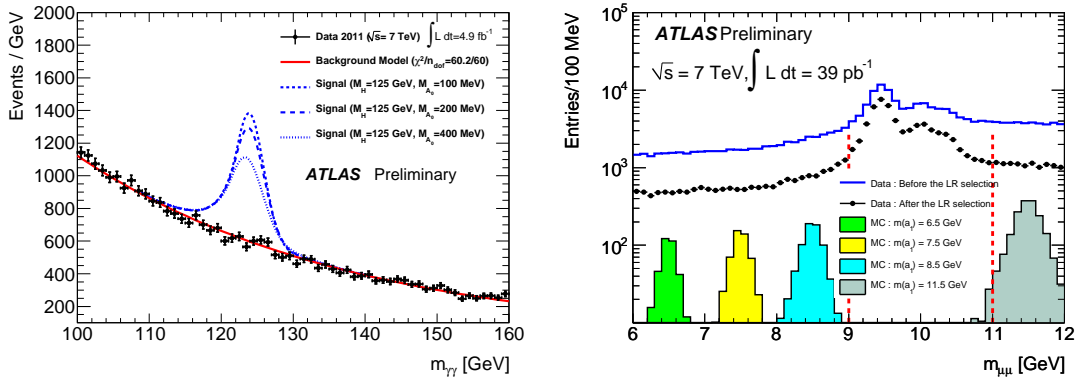 Events / GeV
2000
1800
1600
1400
1200
1000
800
600
400
200
Data 2011 (√s= 7 TeV) ∫ L dt=4.9 fb⁻¹
Background Model (χ²/n_dof=60.2/60)
Signal (M_H=125 GeV, M_A₀=100 MeV)
Signal (M_H=125 GeV, M_A₀=200 MeV)
Signal (M_H=125 GeV, M_A₀=400 MeV)
ATLAS Preliminary
100 110 120 130 140 150 160
m_γγ [GeV]
Entries/100 MeV
10⁵
10⁴
10³
10²
10
ATLAS Preliminary
√s = 7 TeV, ∫ L dt = 39 pb⁻¹
Data : Before the LR selection
Data : After the LR selection
MC : m(a₁) = 6.5 GeV
MC : m(a₁) = 7.5 GeV
MC : m(a₁) = 8.5 GeV
MC : m(a₁) = 11.5 GeV
6 7 8 9 10 11 12
m_μμ [GeV]